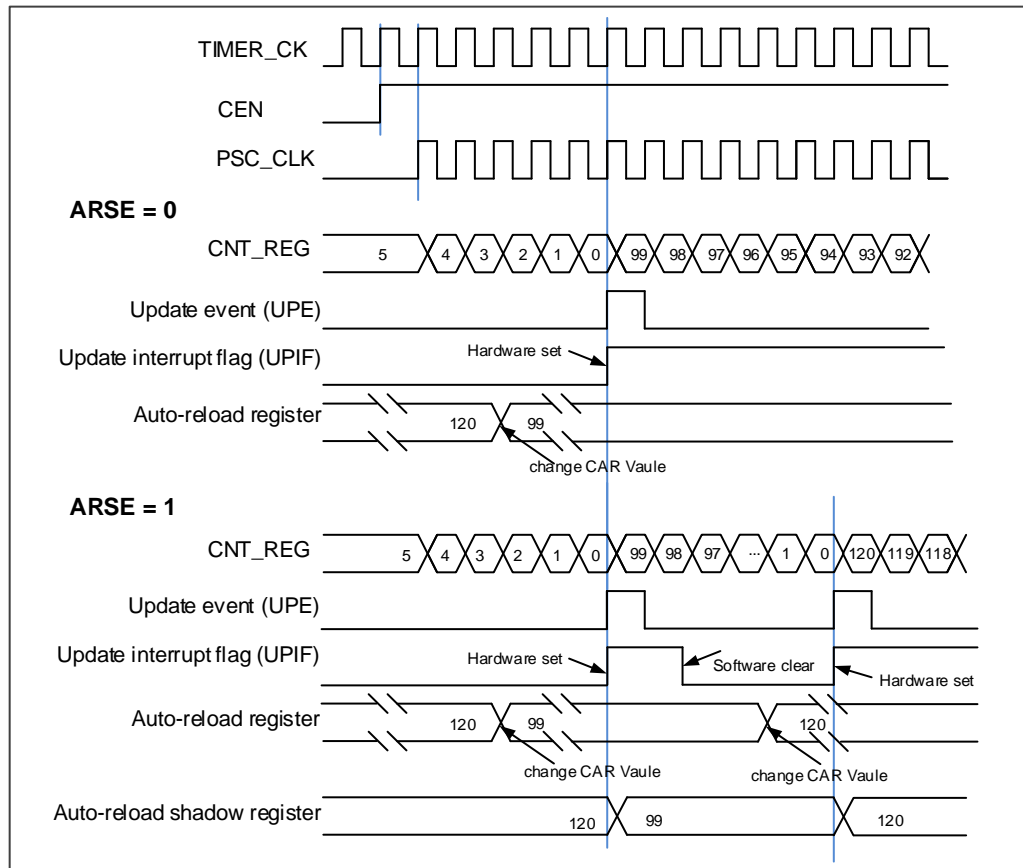 TIMER_CK
CEN
PSC_CLK
ARSE = 0
CNT_REG 5 4 3 2 1 0 99 98 97 96 95 94 93 92
Update event (UPE)
Update interrupt flag (UPIF) Hardware set
Auto-reload register 120 99
change CAR Vaule
ARSE = 1
CNT_REG 5 4 3 2 1 0 99 98 97 ... 1 0 120 119 118
Update event (UPE)
Update interrupt flag (UPIF) Hardware set Software clear Hardware set
Auto-reload register 120 99 120
change CAR Vaule change CAR Vaule
Auto-reload shadow register 120 99 120